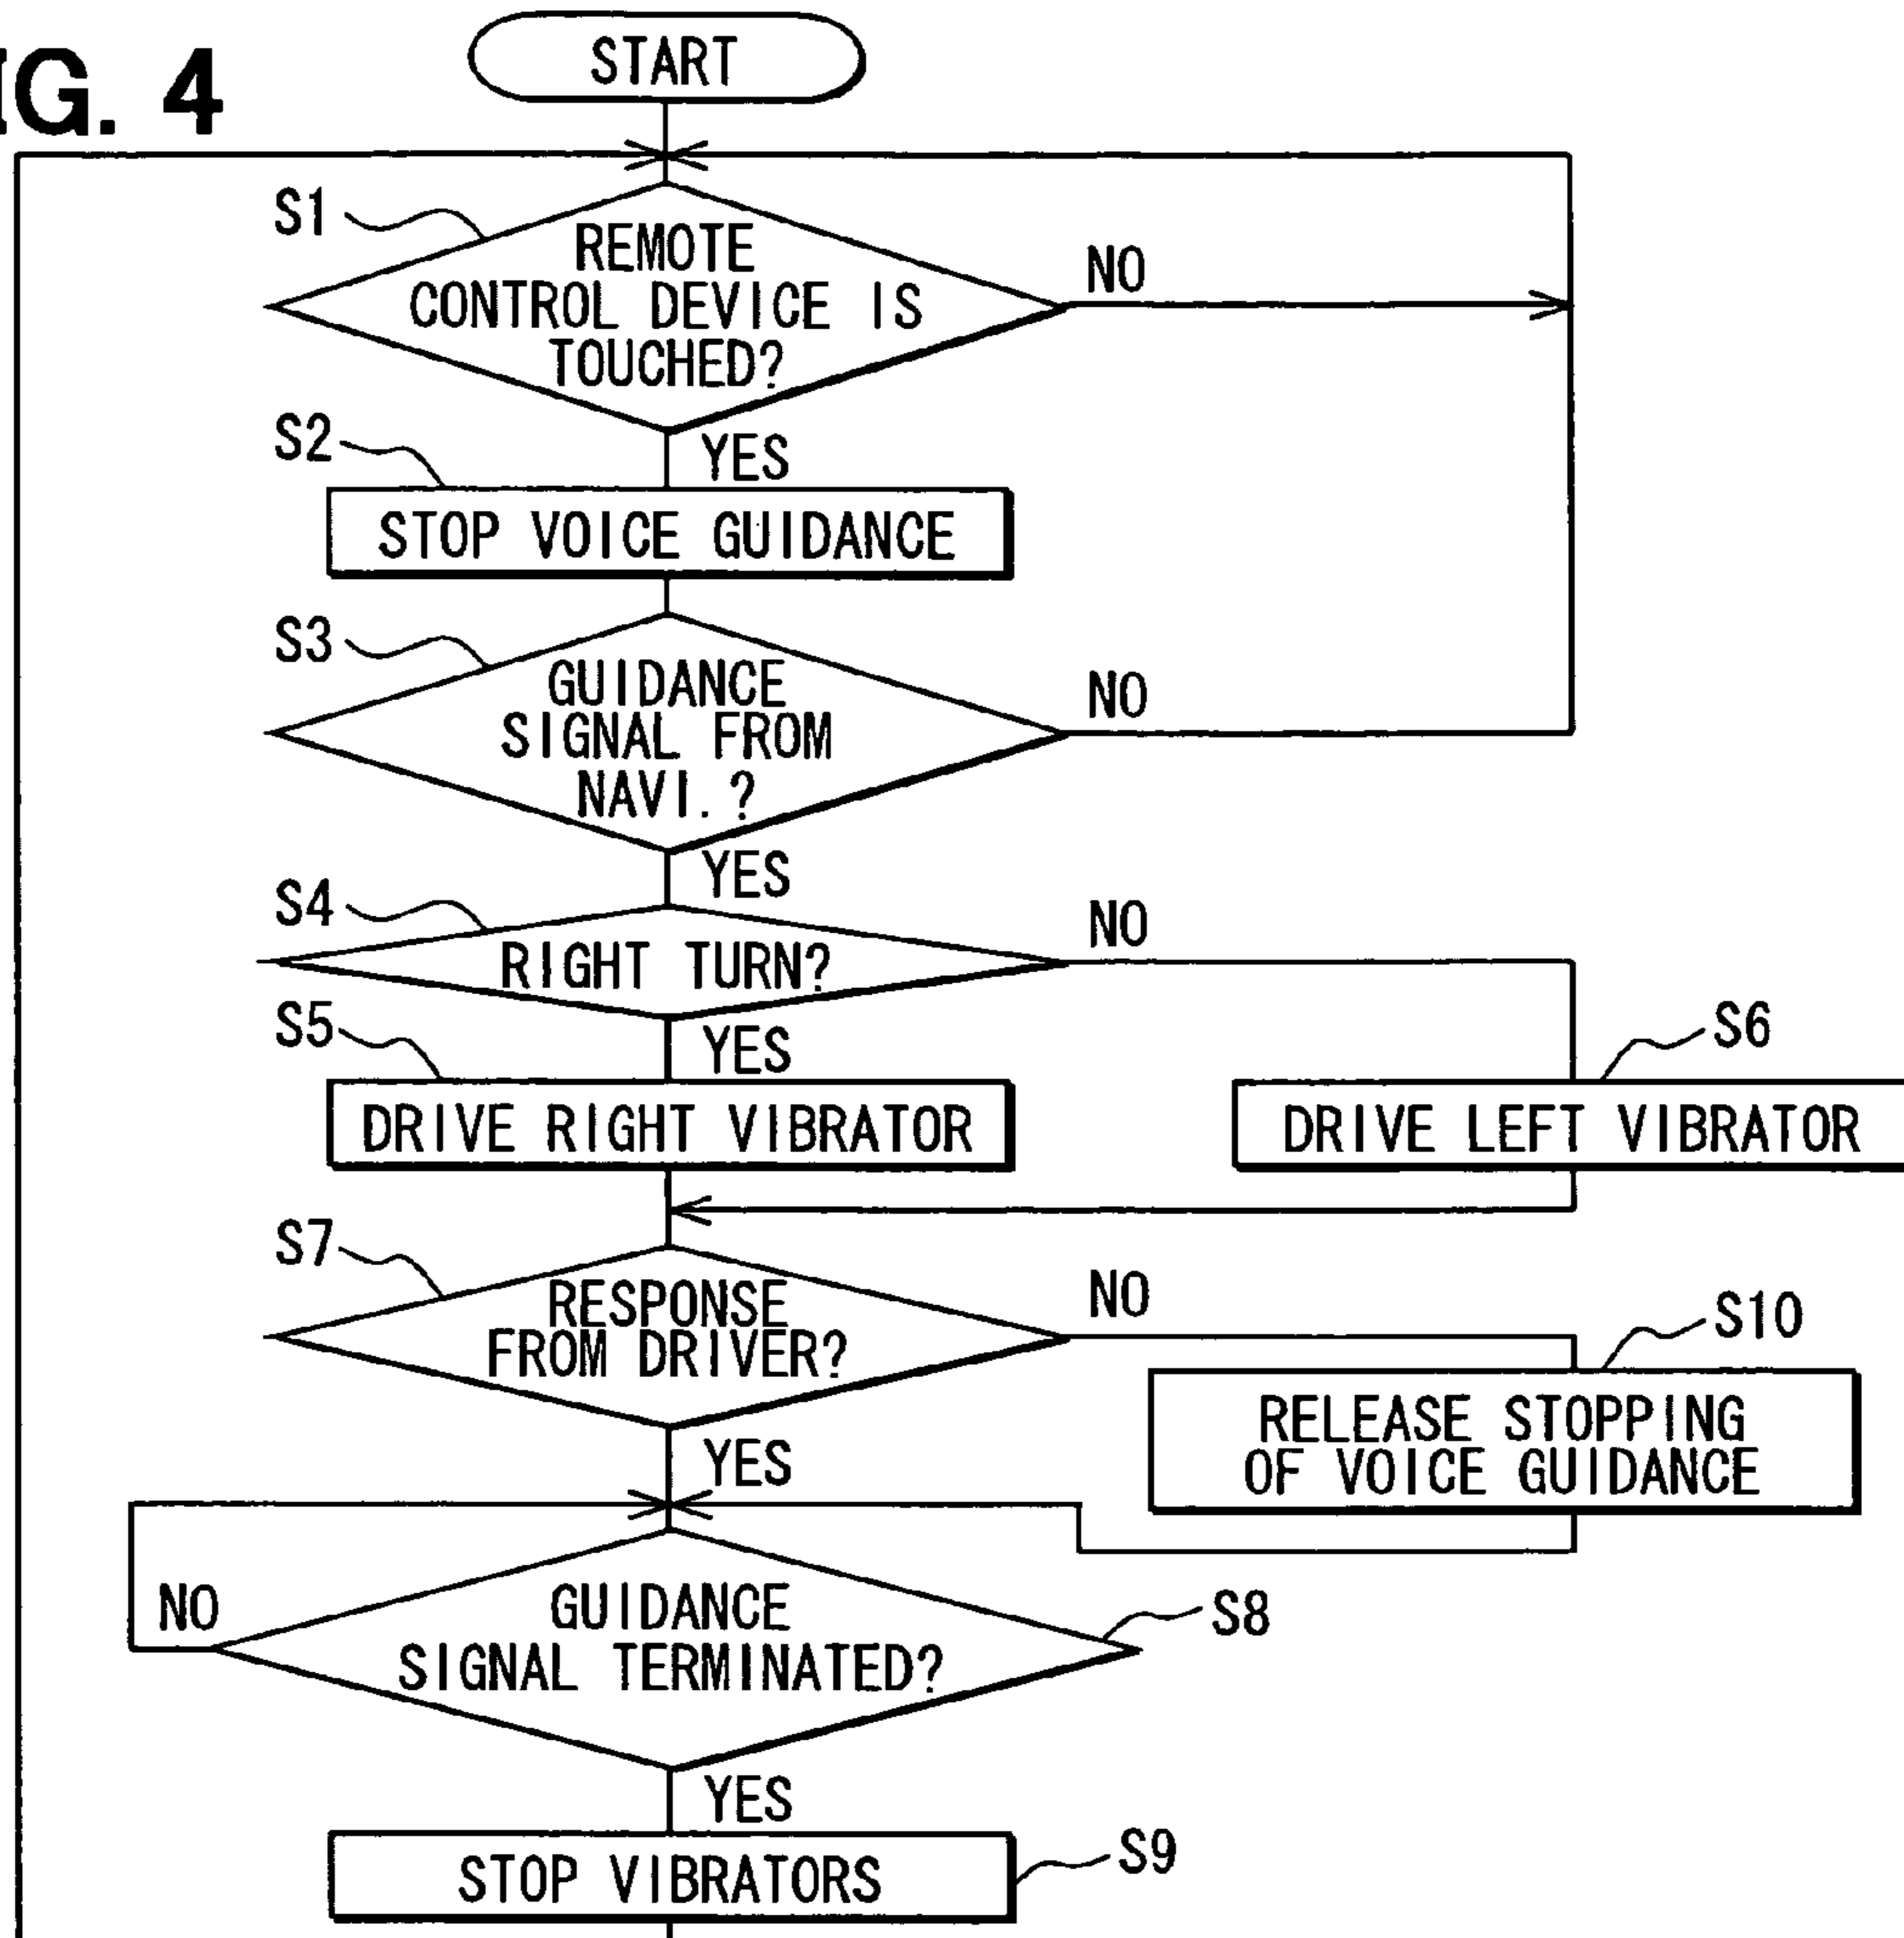 IG. 4
START
S1
REMOTE
CONTROL DEVICE IS
TOUCHED?
NO
YES
S2
STOP VOICE GUIDANCE
S3
GUIDANCE
SIGNAL FROM
NAVI.?
NO
YES
S4
RIGHT TURN?
NO
YES
S5
DRIVE RIGHT VIBRATOR
S6
DRIVE LEFT VIBRATOR
S7
RESPONSE
FROM DRIVER?
NO
YES
S10
RELEASE STOPPING
OF VOICE GUIDANCE
NO
GUIDANCE
SIGNAL TERMINATED?
S8
YES
STOP VIBRATORS
S9